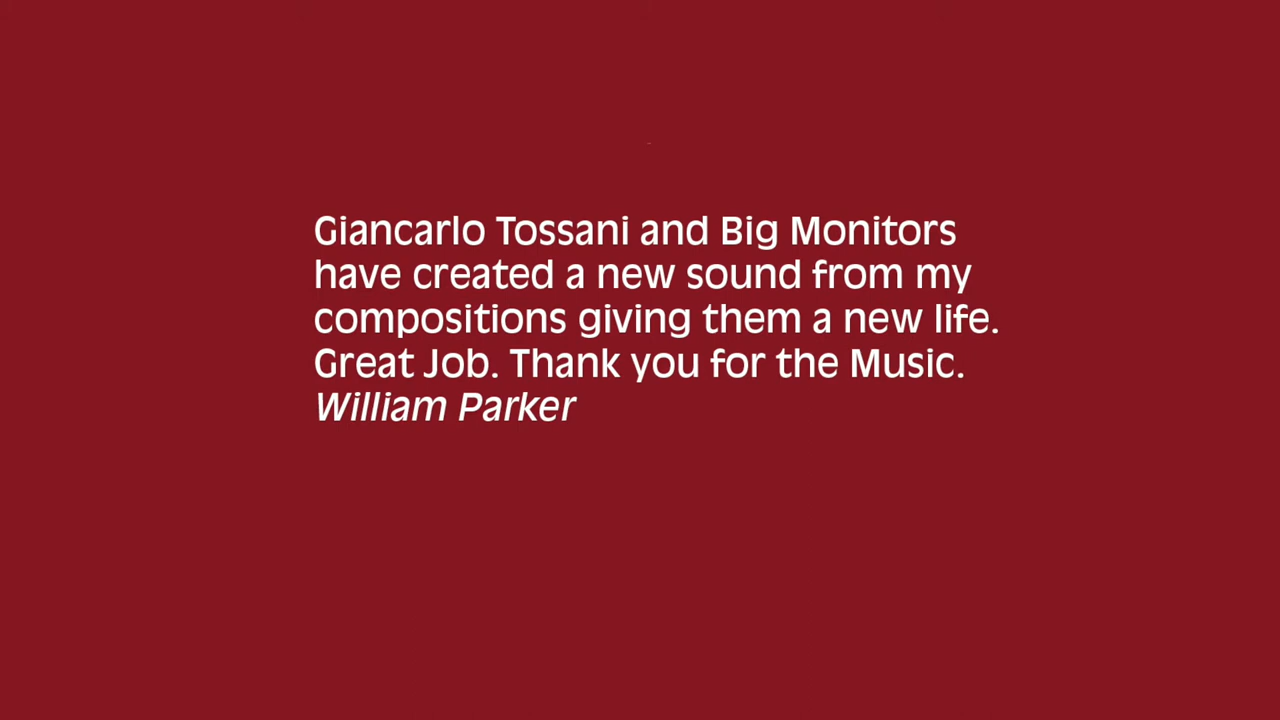 Giancarlo Tossani and Big Monitors
have created a new sound from my
compositions giving them a new life.
Great Job. Thank you for the Music.
William Parker